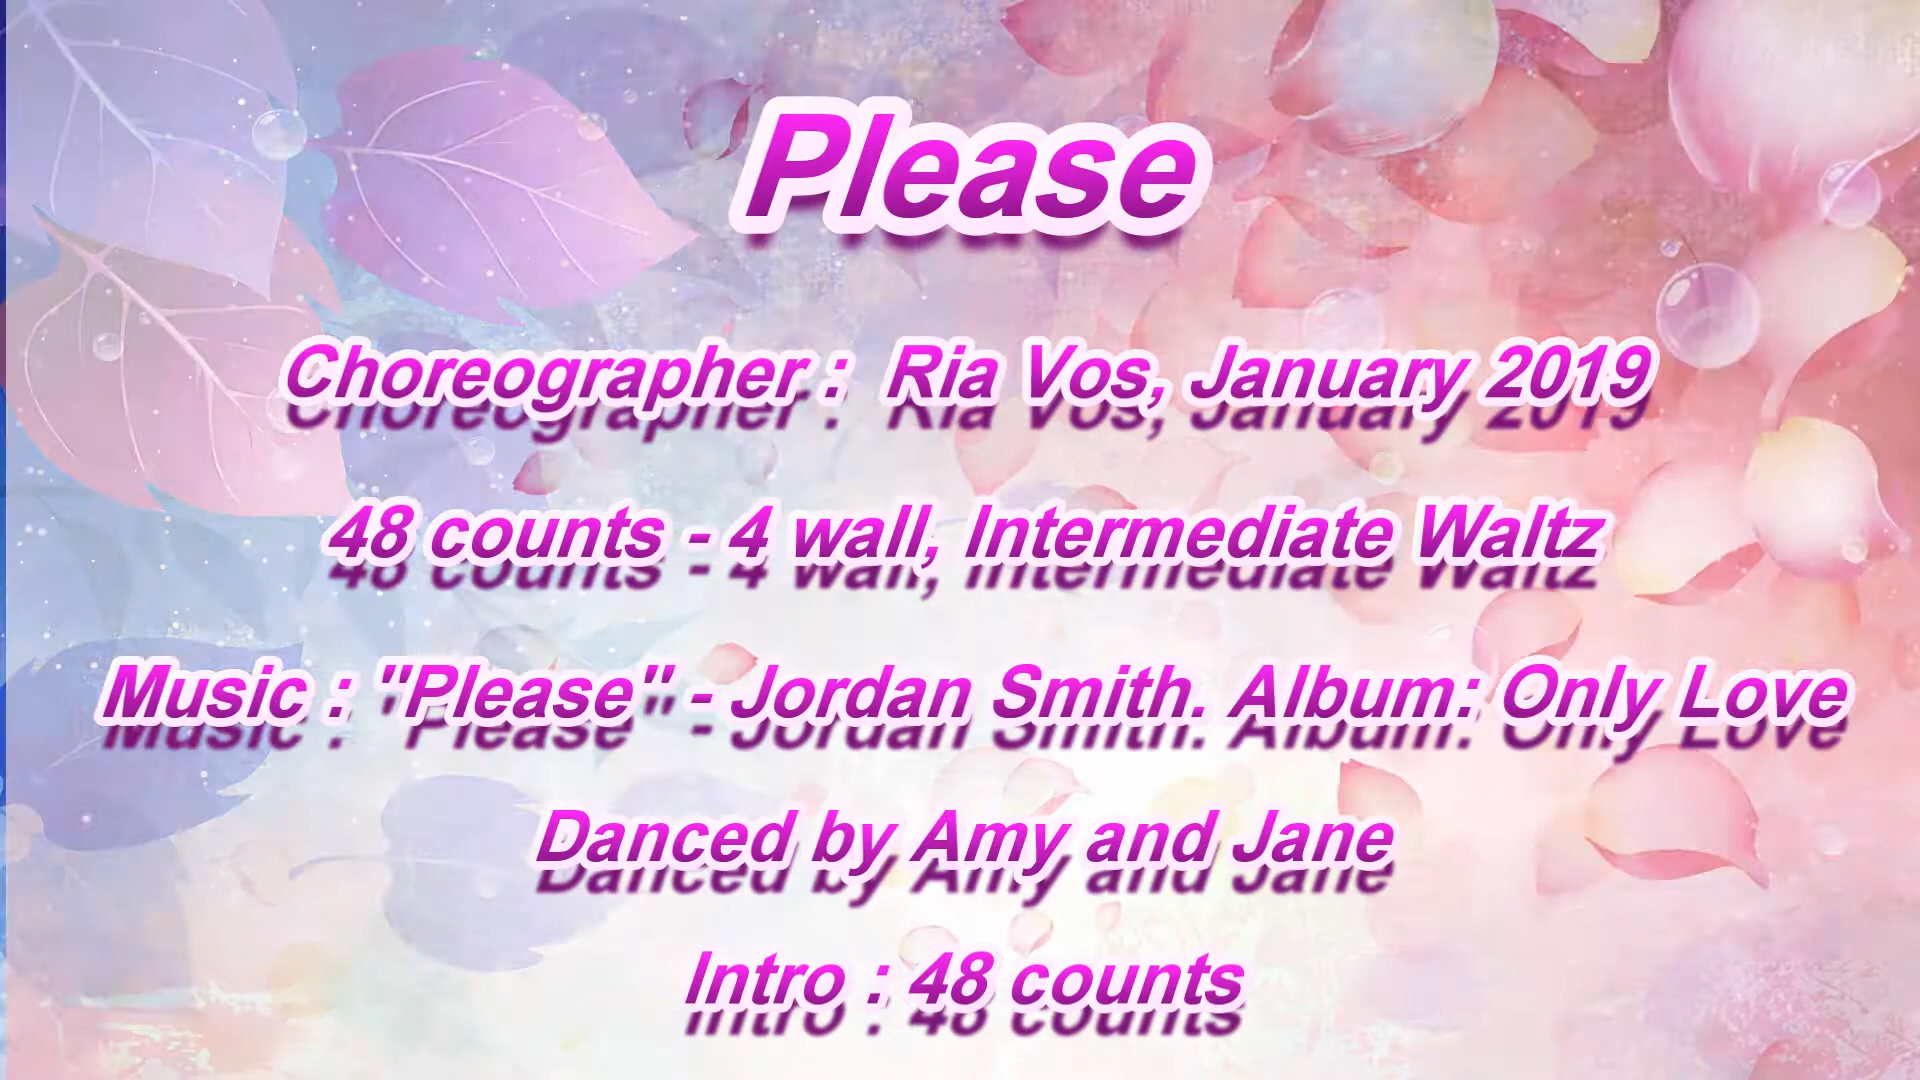 Please
Choreographer :  Ria Vos, January 2019
48 counts - 4 wall, Intermediate Waltz
Music : "Please" - Jordan Smith. Album: Only Love
Danced by Amy and Jane
Intro : 48 counts